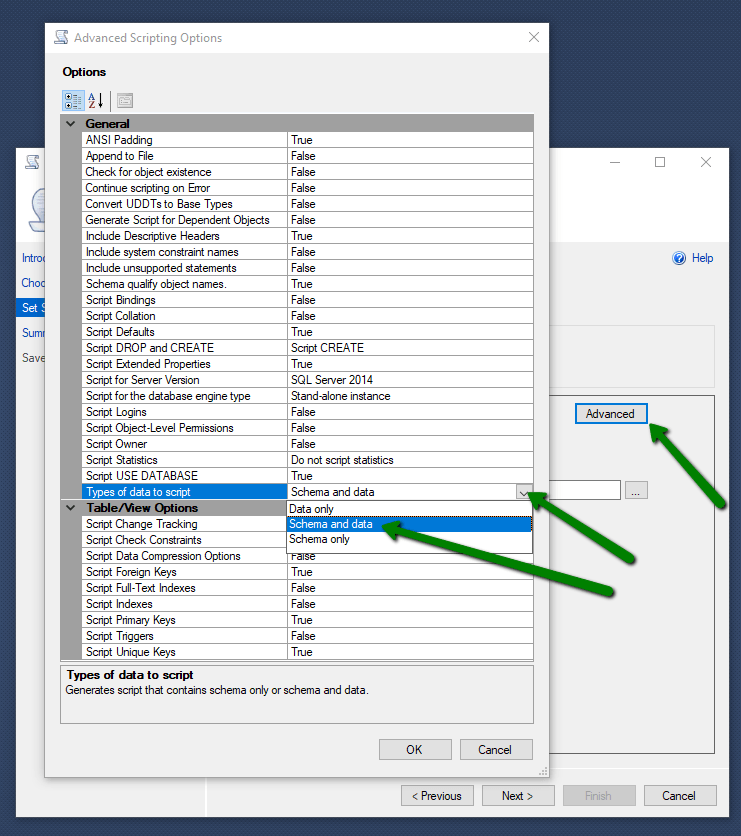 Advanced Scripting Options
Options
General
ANSI Padding True
Append to File False
Check for object existence False
Continue scripting on Error False
Convert UDDTs to Base Types False
Generate Script for Dependent Objects False
Include Descriptive Headers True
Include system constraint names False
Include unsupported statements False
Schema qualify object names. True
Script Bindings False
Script Collation False
Script Defaults True
Script DROP and CREATE Script CREATE
Script Extended Properties True
Script for Server Version SQL Server 2014
Script for the database engine type Stand-alone instance
Script Logins False
Script Object-Level Permissions False
Script Owner False
Script Statistics Do not script statistics
Script USE DATABASE True
Types of data to script Schema and data
Data only
Schema and data
Schema only
Table/View Options
Script Change Tracking
Script Check Constraints
Script Data Compression Options False
Script Foreign Keys True
Script Full-Text Indexes False
Script Indexes False
Script Primary Keys True
Script Triggers False
Script Unique Keys True
Types of data to script
Generates script that contains schema only or schema and data.
OK Cancel
Help
Set
Save
Advanced
...
< Previous Next > Finish Cancel